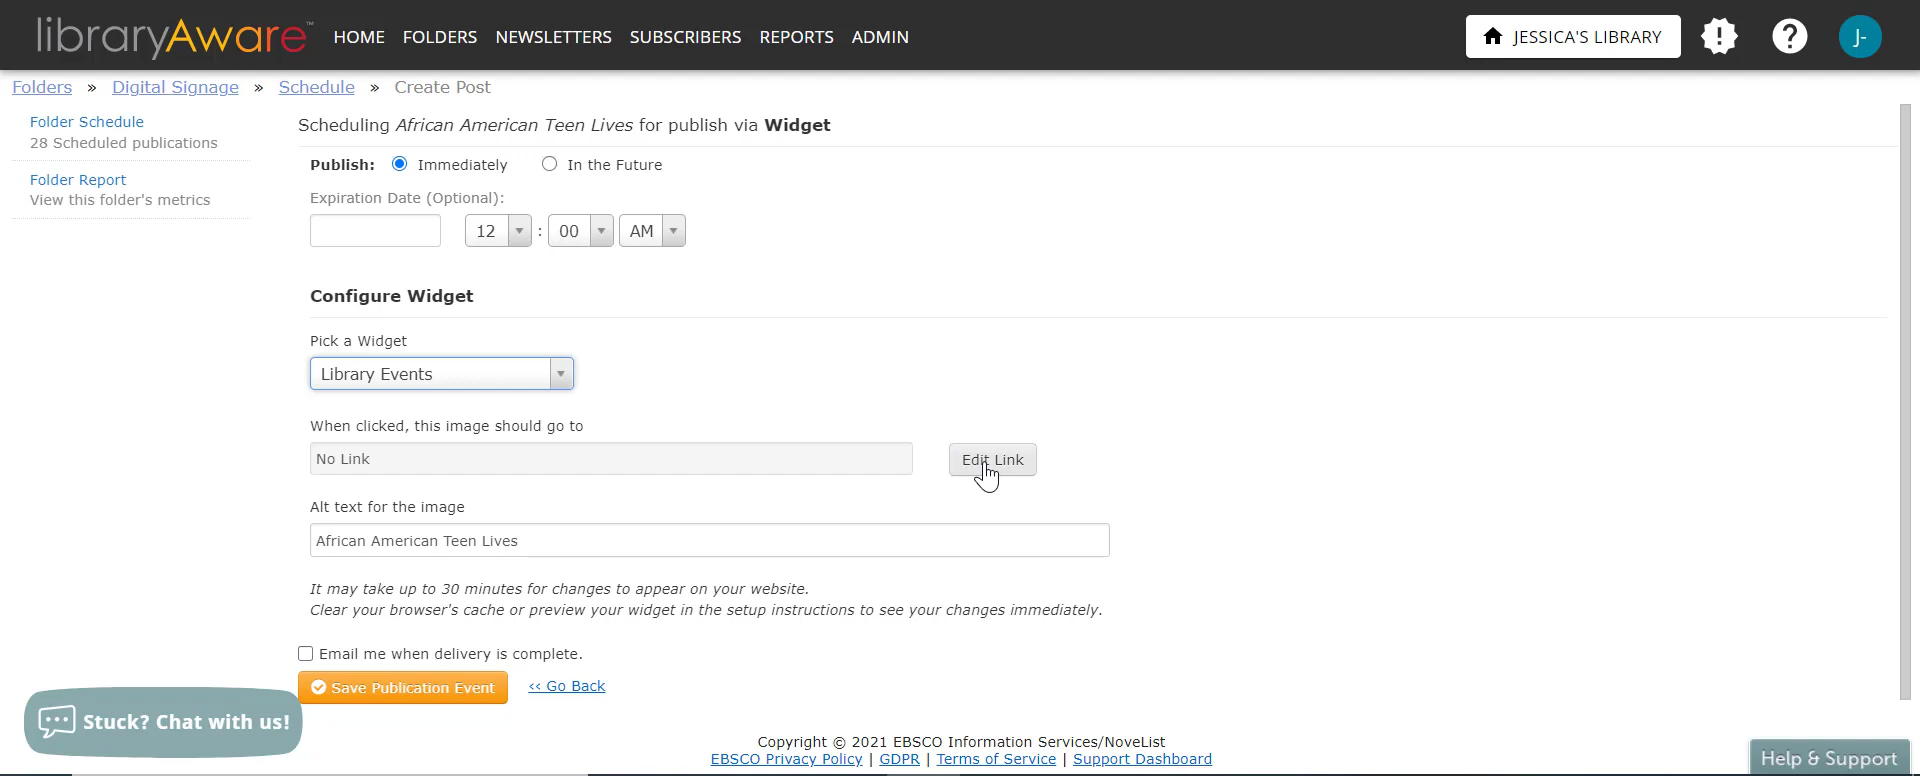 libraryAware™ HOME FOLDERS NEWSLETTERS SUBSCRIBERS REPORTS ADMIN JESSICA'S LIBRARY ! ? J-
Folders » Digital Signage » Schedule » Create Post
Folder Schedule
28 Scheduled publications
Folder Report
View this folder's metrics
Scheduling African American Teen Lives for publish via Widget
Publish: Immediately In the Future
Expiration Date (Optional):
12 : 00 AM
Configure Widget
Pick a Widget
Library Events
When clicked, this image should go to
No Link Edit Link
Alt text for the image
African American Teen Lives
It may take up to 30 minutes for changes to appear on your website.
Clear your browser's cache or preview your widget in the setup instructions to see your changes immediately.
Email me when delivery is complete.
Save Publication Event << Go Back
Stuck? Chat with us!
Copyright © 2021 EBSCO Information Services/NoveList
EBSCO Privacy Policy | GDPR | Terms of Service | Support Dashboard
Help & Support